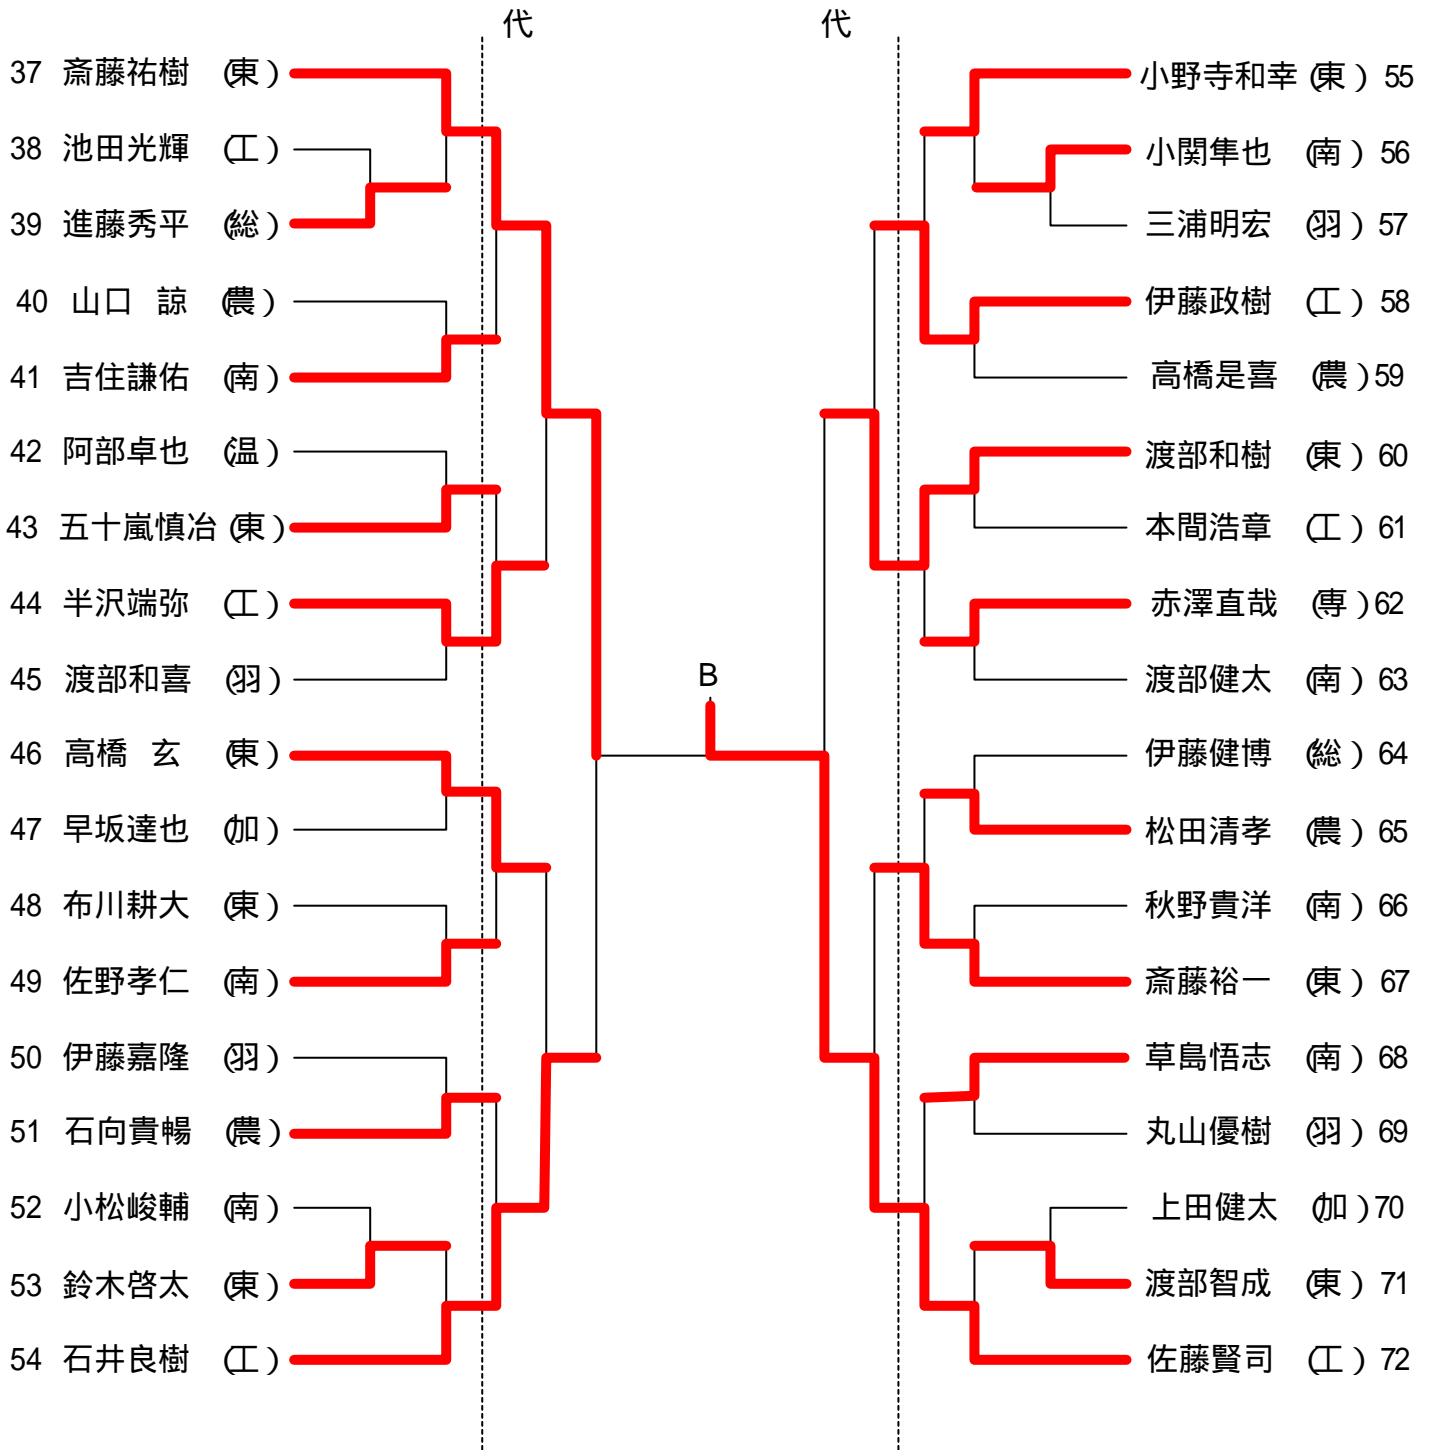 代
代
37 斎藤祐樹 (東)
38 池田光輝 (工)
39 進藤秀平 (総)
40 山口 諒 (農)
41 吉住謙佑 (南)
42 阿部卓也 (温)
43 五十嵐慎冶 (東)
44 半沢端弥 (工)
45 渡部和喜 (羽)
46 高橋 玄 (東)
47 早坂達也 (加)
48 布川耕大 (東)
49 佐野孝仁 (南)
50 伊藤嘉隆 (羽)
51 石向貴暢 (農)
52 小松峻輔 (南)
53 鈴木啓太 (東)
54 石井良樹 (工)
B
小野寺和幸 (東) 55
小関隼也 (南) 56
三浦明宏 (羽) 57
伊藤政樹 (工) 58
高橋是喜 (農) 59
渡部和樹 (東) 60
本間浩章 (工) 61
赤澤直哉 (専) 62
渡部健太 (南) 63
伊藤健博 (総) 64
松田清孝 (農) 65
秋野貴洋 (南) 66
斎藤裕一 (東) 67
草島悟志 (南) 68
丸山優樹 (羽) 69
上田健太 (加) 70
渡部智成 (東) 71
佐藤賢司 (工) 72